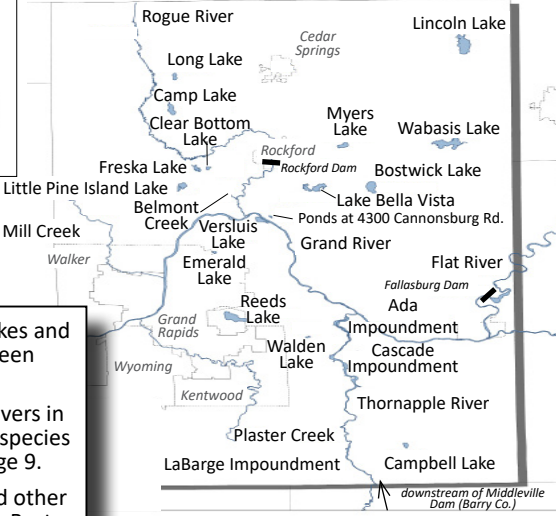 Rogue River
Lincoln Lake
Cedar
Springs
Long Lake
Camp Lake
Clear Bottom
Lake
Myers
Lake
Wabasis Lake
Rockford
Rockford Dam
Freska Lake
Bostwick Lake
Little Pine Island Lake
Lake Bella Vista
Belmont
Creek
Ponds at 4300 Cannonsburg Rd.
Versluis
Lake
Mill Creek
Grand River
Walker
Emerald
Lake
Flat River
Fallasburg Dam
Reeds
Lake
Ada
Impoundment
Grand
Rapids
Walden
Lake
Cascade
Impoundment
Wyoming
Kentwood
Thornapple River
Plaster Creek
LaBarge Impoundment
Campbell Lake
downstream of Middleville
Dam (Barry Co.)
kes and
een
vers in
species
ge 9.
d other